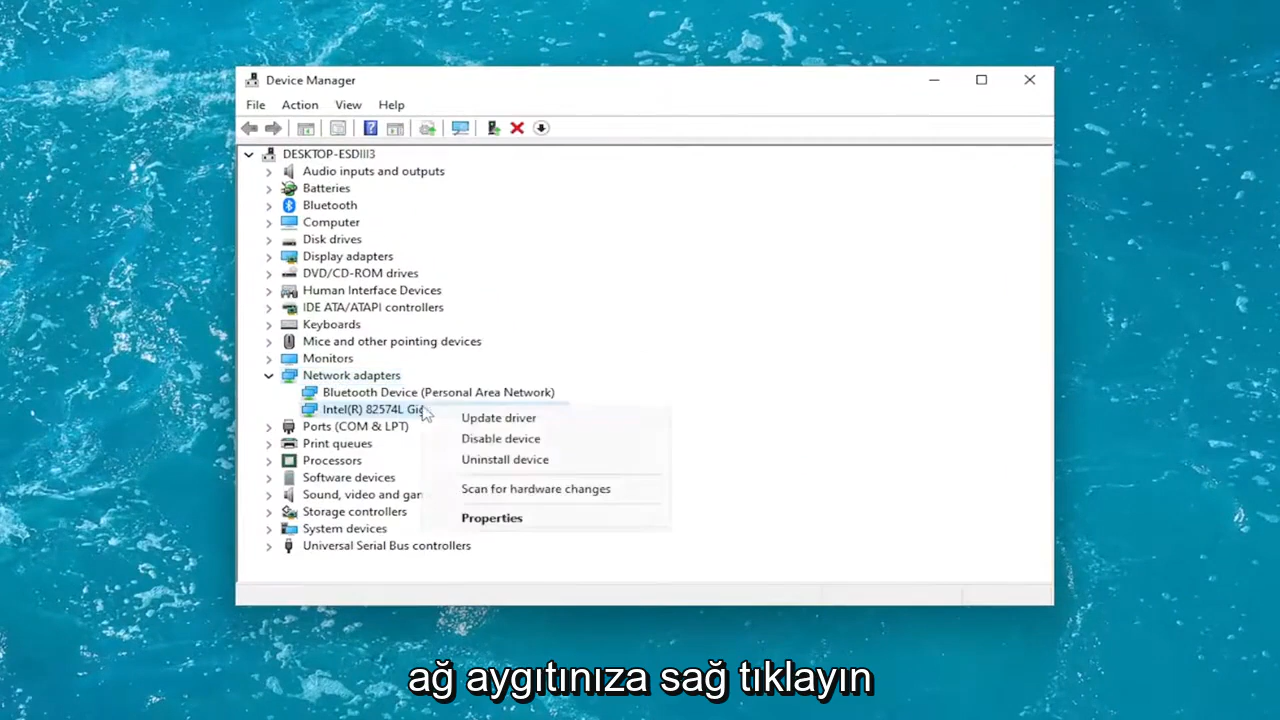 Device Manager
File Action View Help
DESKTOP-ESDIII3
Audio inputs and outputs
Batteries
Bluetooth
Computer
Disk drives
Display adapters
DVD/CD-ROM drives
Human Interface Devices
IDE ATA/ATAPI controllers
Keyboards
Mice and other pointing devices
Monitors
Network adapters
Bluetooth Device (Personal Area Network)
Intel(R) 82574L Gig
Update driver
Ports (COM & LPT)
Disable device
Print queues
Uninstall device
Processors
Software devices
Scan for hardware changes
Sound, video and gam
Storage controllers
Properties
System devices
Universal Serial Bus controllers
ağ aygıtınıza sağ tıklayın